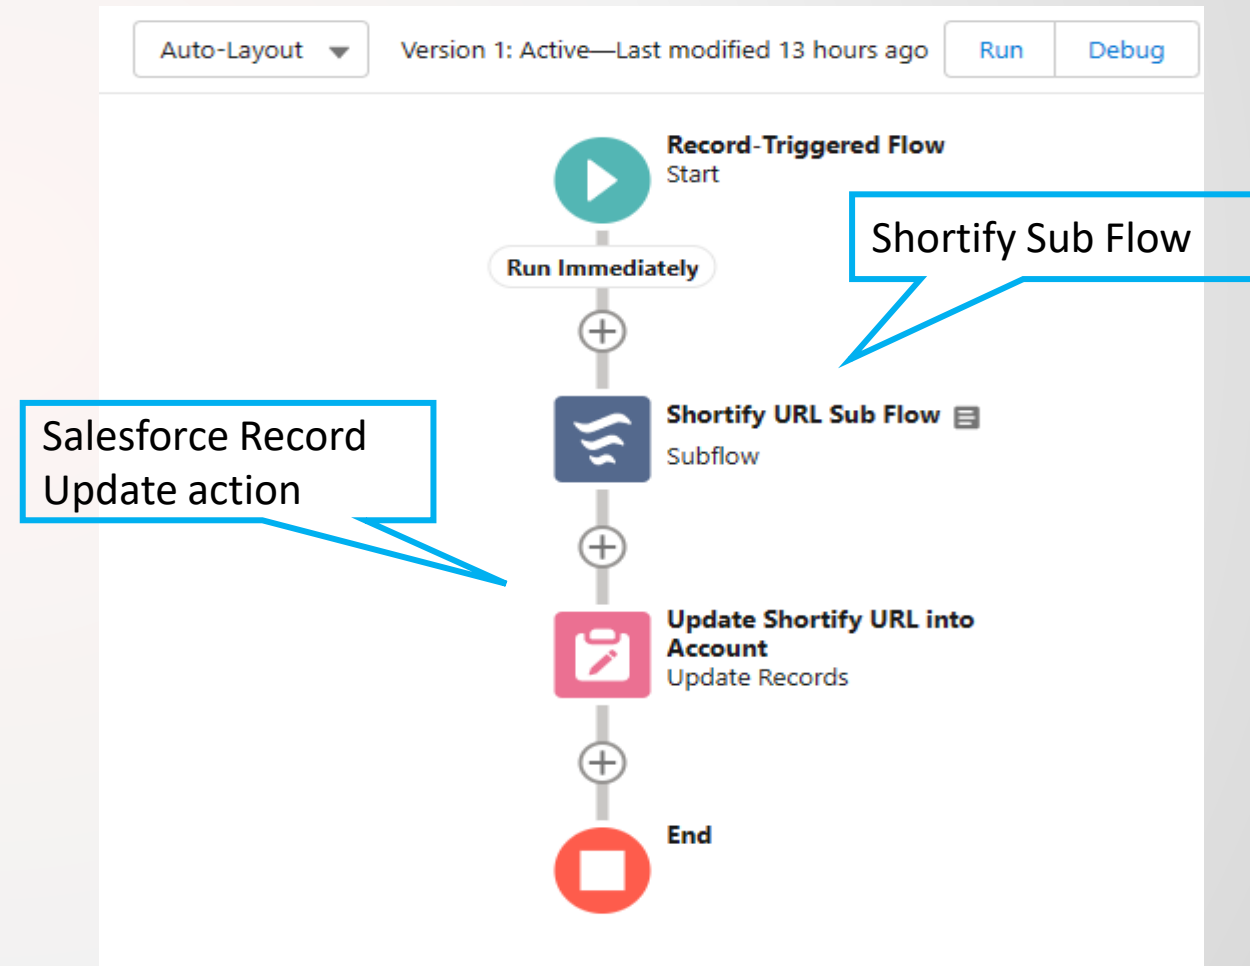 Auto-Layout Version 1: Active—Last modified 13 hours ago Run Debug
Record-Triggered Flow
Start
Shortify Sub Flow
Run Immediately
Salesforce Record
Update action
Shortify URL Sub Flow
Subflow
Update Shortify URL into
Account
Update Records
End